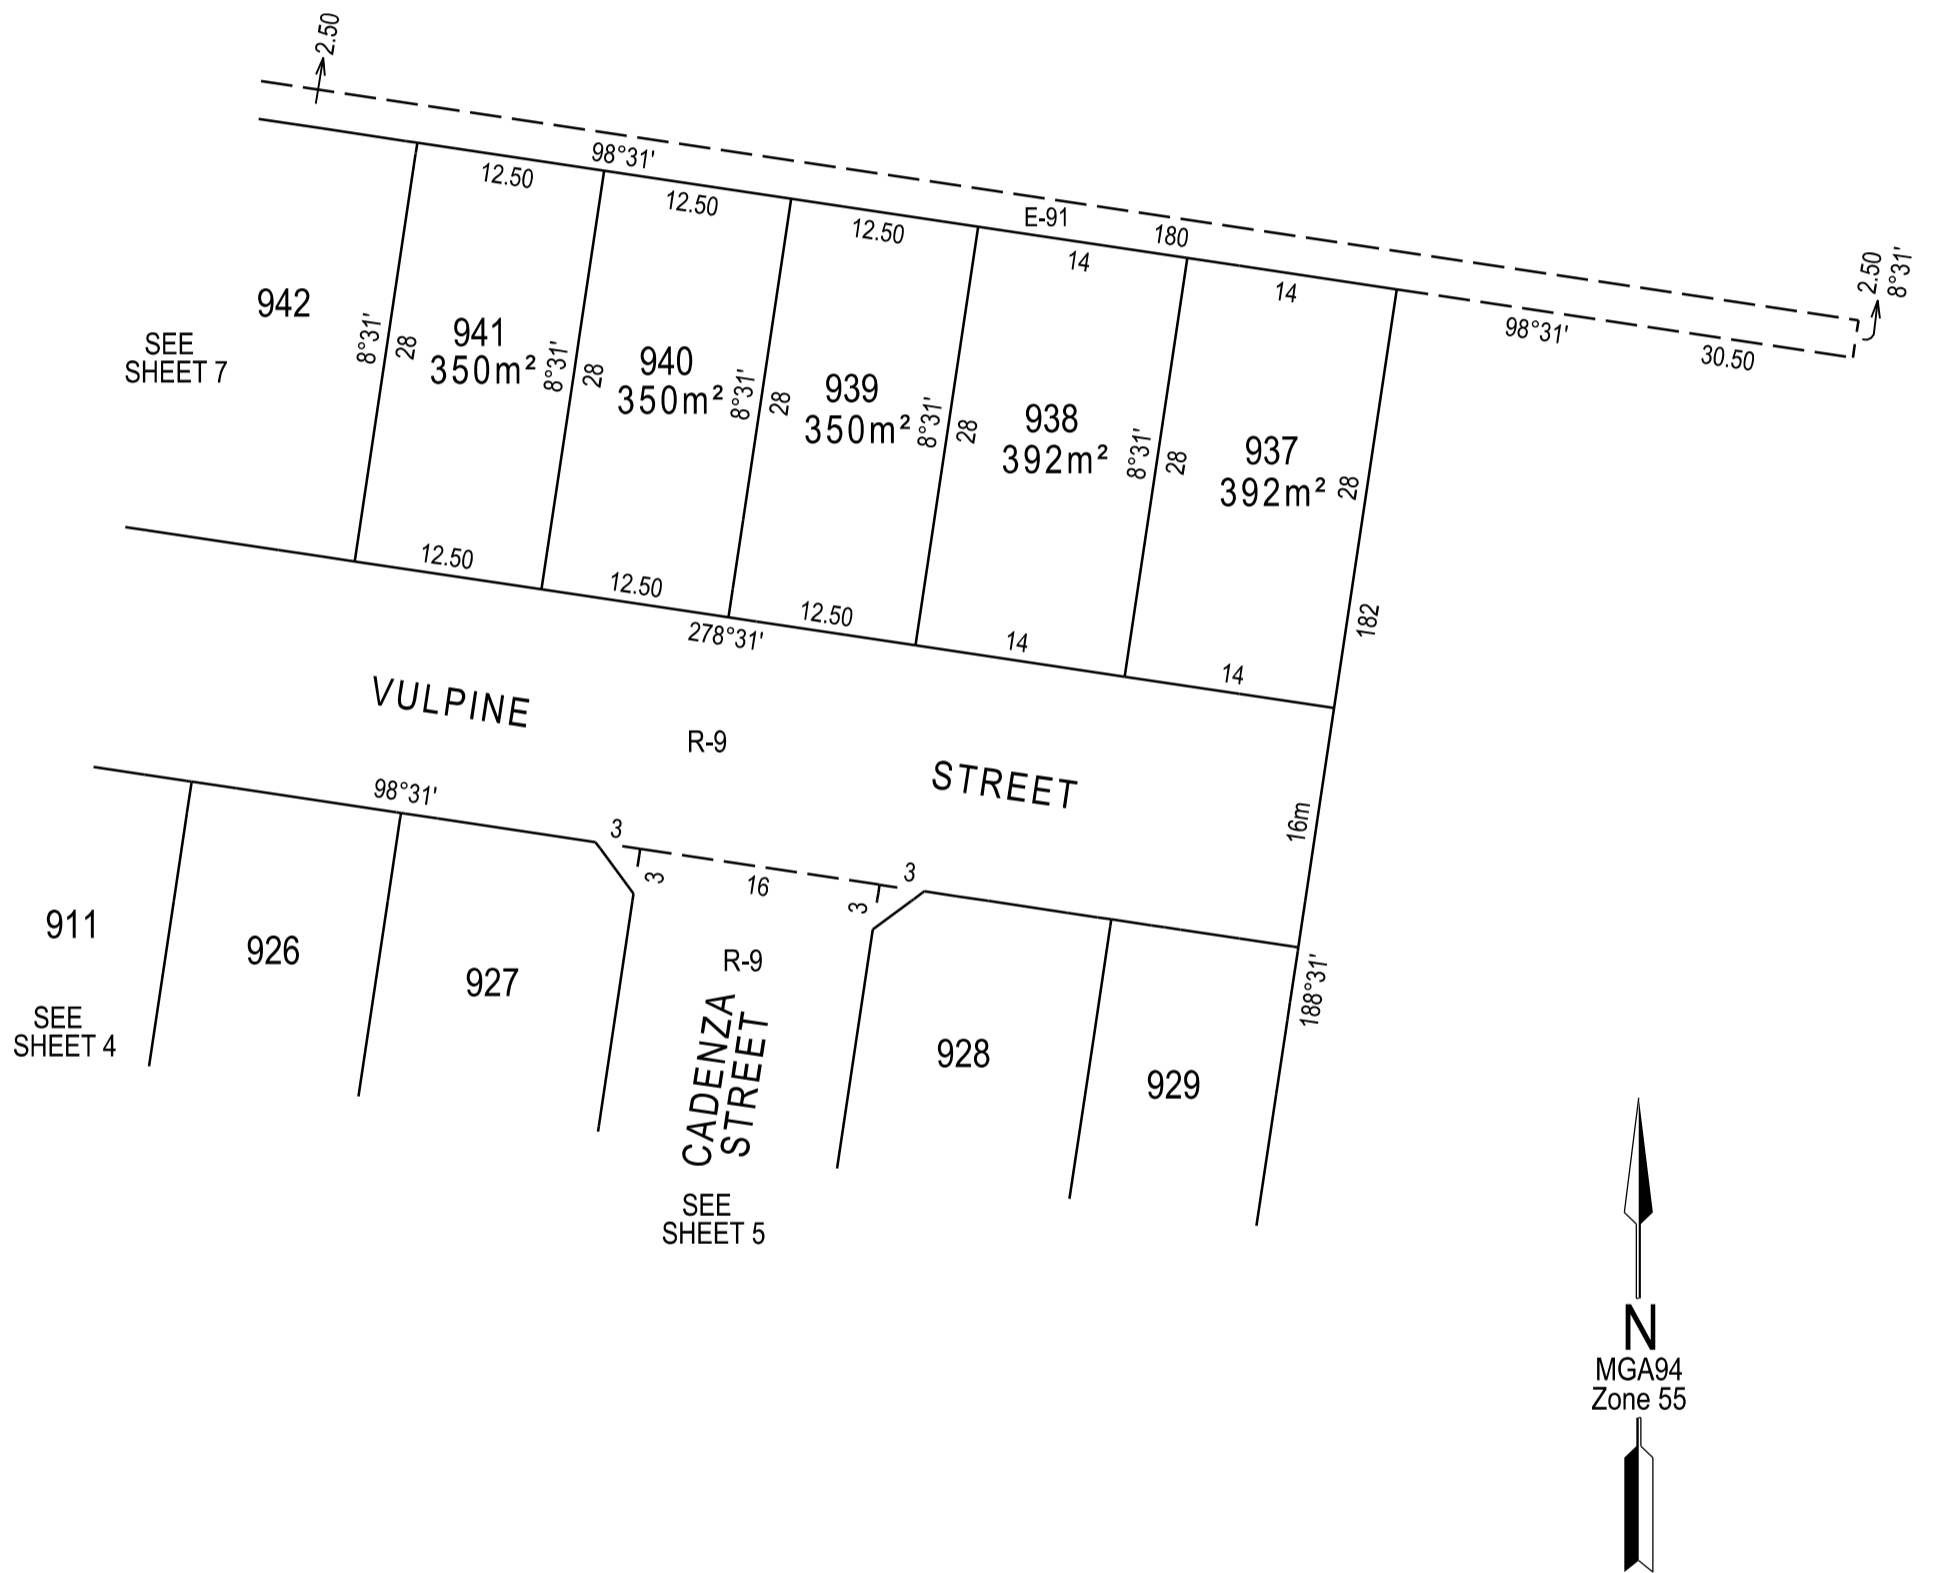 2.50
98°31'
12.50
12.50
12.50
E-91
180
14
14
2.50
8°31'
98°31'
30.50
942
SEE
SHEET 7
8°31'
28
941
350m²
8°31'
28
940
350m²
8°31'
28
939
350m²
8°31'
28
938
392m²
8°31'
28
937
392m²
28
12.50
12.50
12.50
14
14
278°31'
182
VULPINE
R-9
STREET
16m
98°31'
3
3
16
3
3
188°31'
911
926
927
R-9
CADENZA
STREET
928
929
SEE
SHEET 4
SEE
SHEET 5
N
MGA94
Zone 55